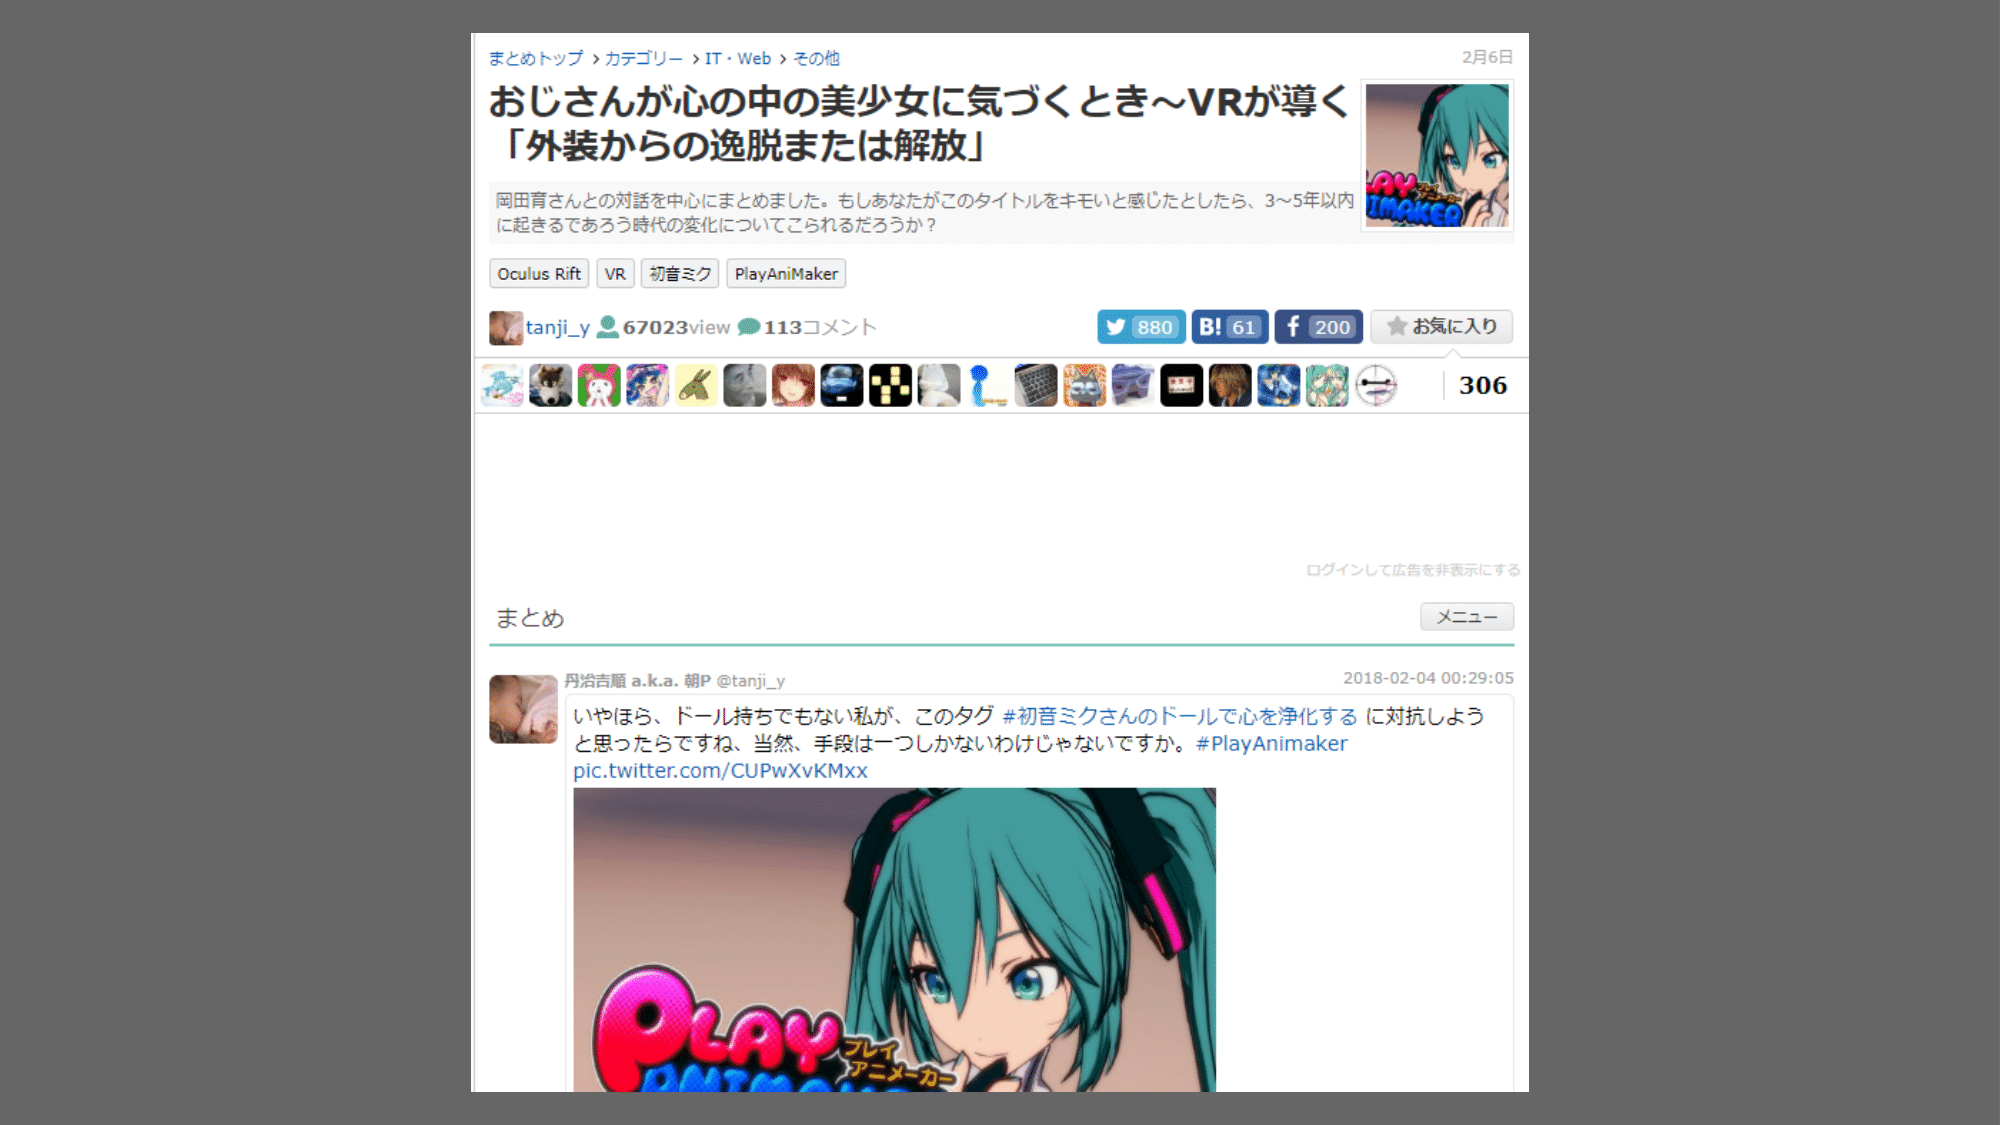 まとめトップ > カテゴリー > IT・Web > その他
2月6日
おじさんが心の中の美少女に気づくとき〜VRが導く
「外装からの逸脱または解放」
岡田育さんとの対話を中心にまとめました。もしあなたがこのタイトルをキモいと感じたとしたら、3〜5年以内
に起きるであろう時代の変化についてこられるだろうか?
PLAY
プレイ
アニメーカー
ANIMAKER
Oculus Rift VR 初音ミク PlayAniMaker
tanji_y 67023view 113コメント
880 B! 61 200 お気に入り
306
ログインして広告を非表示にする
まとめ
メニュー
丹治吉順 a.k.a. 朝P @tanji_y
2018-02-04 00:29:05
いやほら、ドール持ちでもない私が、このタグ #初音ミクさんのドールで心を浄化する に対抗しよう
と思ったらですね、当然、手段は一つしかないわけじゃないですか。#PlayAnimaker
pic.twitter.com/CUPwXvKMxx
PLAY
プレイ
アニメーカー
ANIMAKER